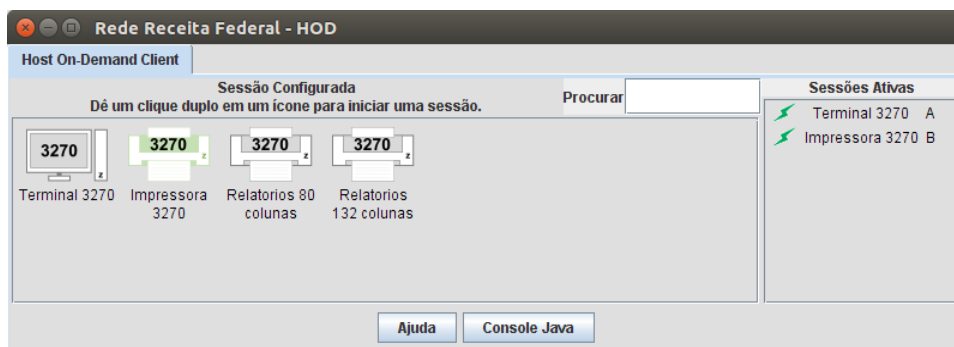 Rede Receita Federal - HOD
Host On-Demand Client
Sessão Configurada
Dê um clique duplo em um ícone para iniciar uma sessão.
Procurar
Sessões Ativas
Terminal 3270 A
Impressora 3270 B
3270
z
Terminal 3270
3270
z
Impressora
3270
3270
z
Relatorios 80
colunas
3270
z
Relatorios
132 colunas
Ajuda
Console Java